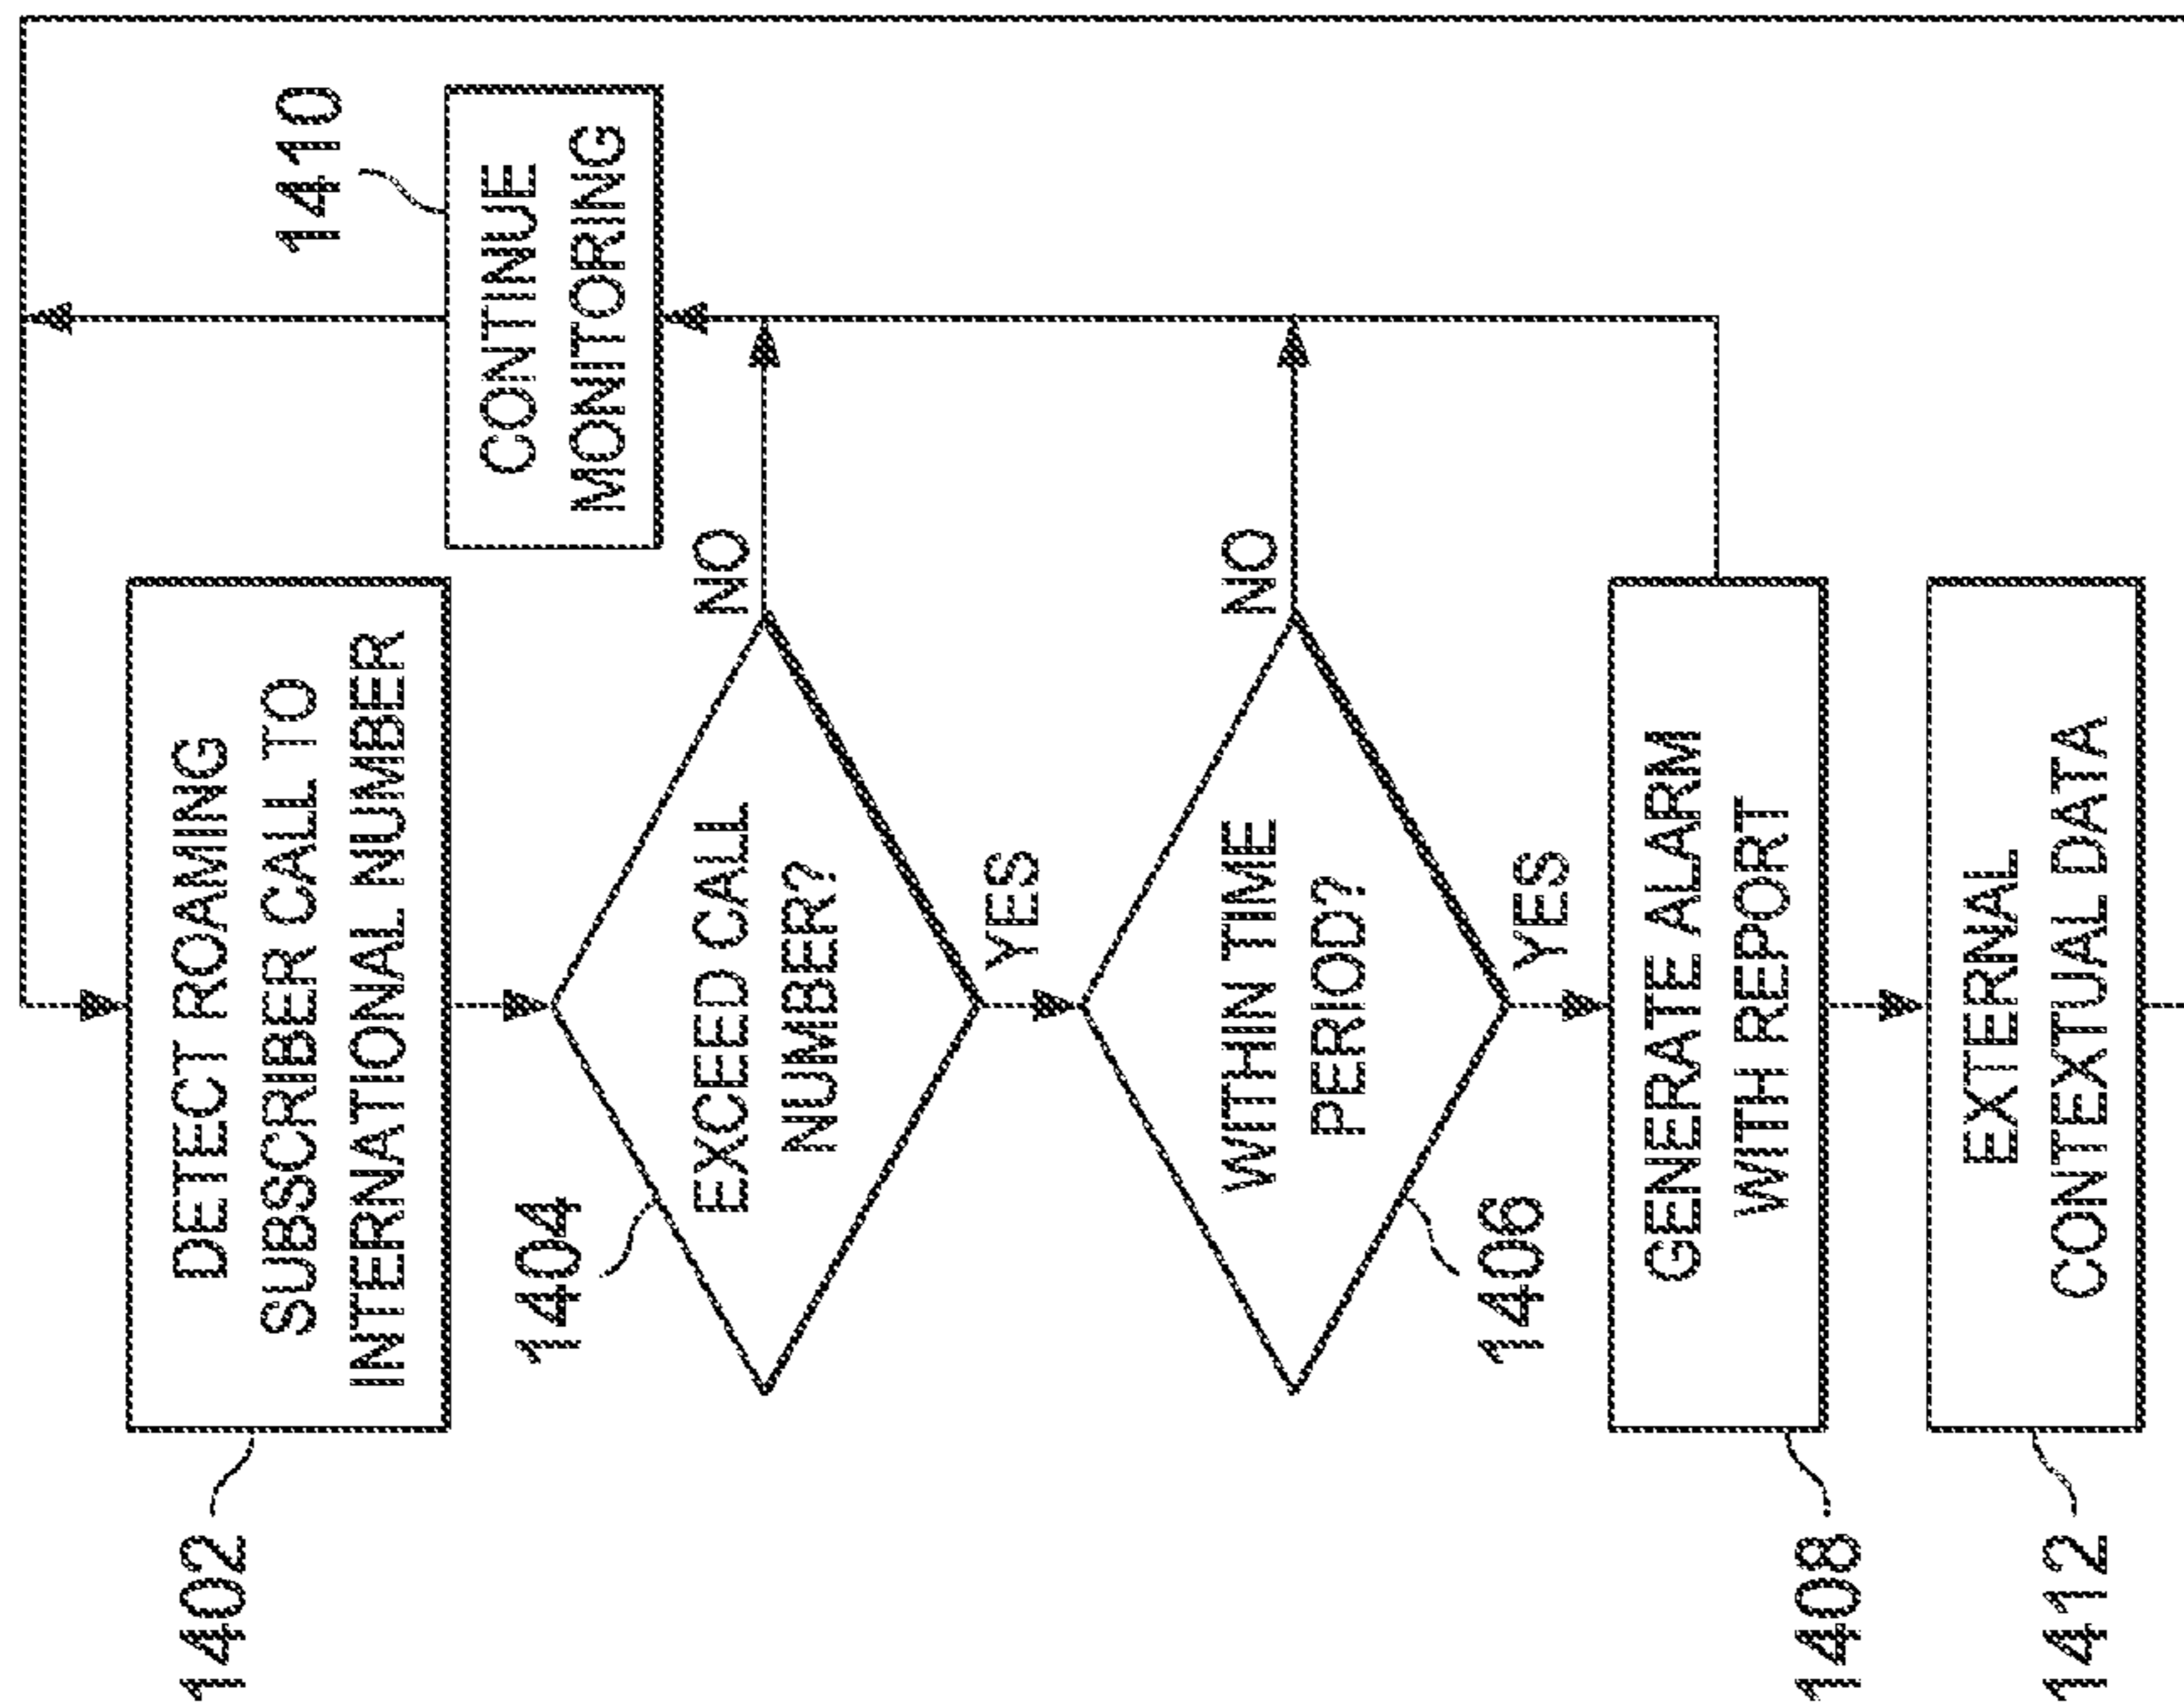 1402
DETECT ROAMING
SUBSCRIBER CALL TO
INTERNATIONAL NUMBER
1404
EXCEED CALL
NUMBER?
NO
YES
1410
CONTINUE
MONITORING
WITHIN TIME
PERIOD?
NO
YES
1406
1408
GENERATE ALARM
WITH REPORT
1412
EXTERNAL
CONTEXTUAL DATA